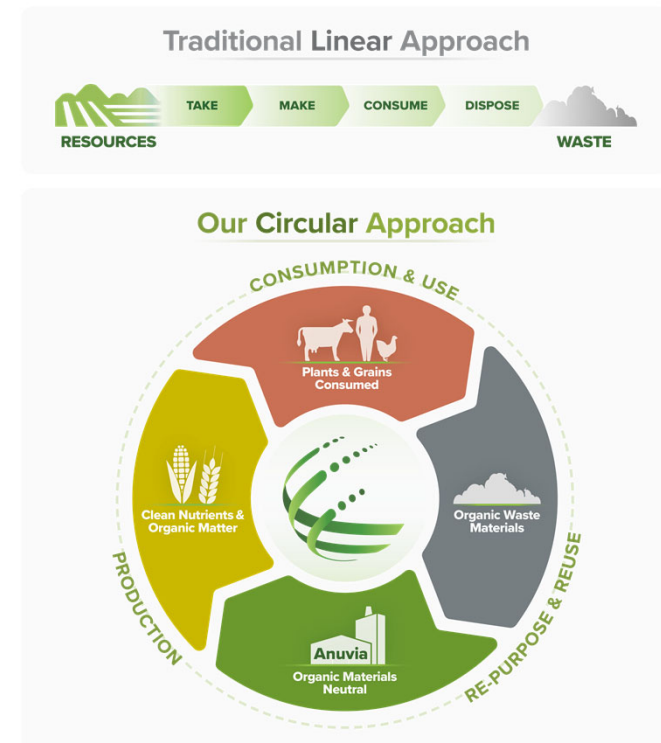 Traditional Linear Approach
TAKE
MAKE
CONSUME
DISPOSE
RESOURCES
WASTE
Our Circular Approach
CONSUMPTION & USE
Plants & Grains
Consumed
Clean Nutrients &
Organic Matter
Organic Waste
Materials
PRODUCTION
RE-PURPOSE & REUSE
Anuvia
Organic Materials
Neutral